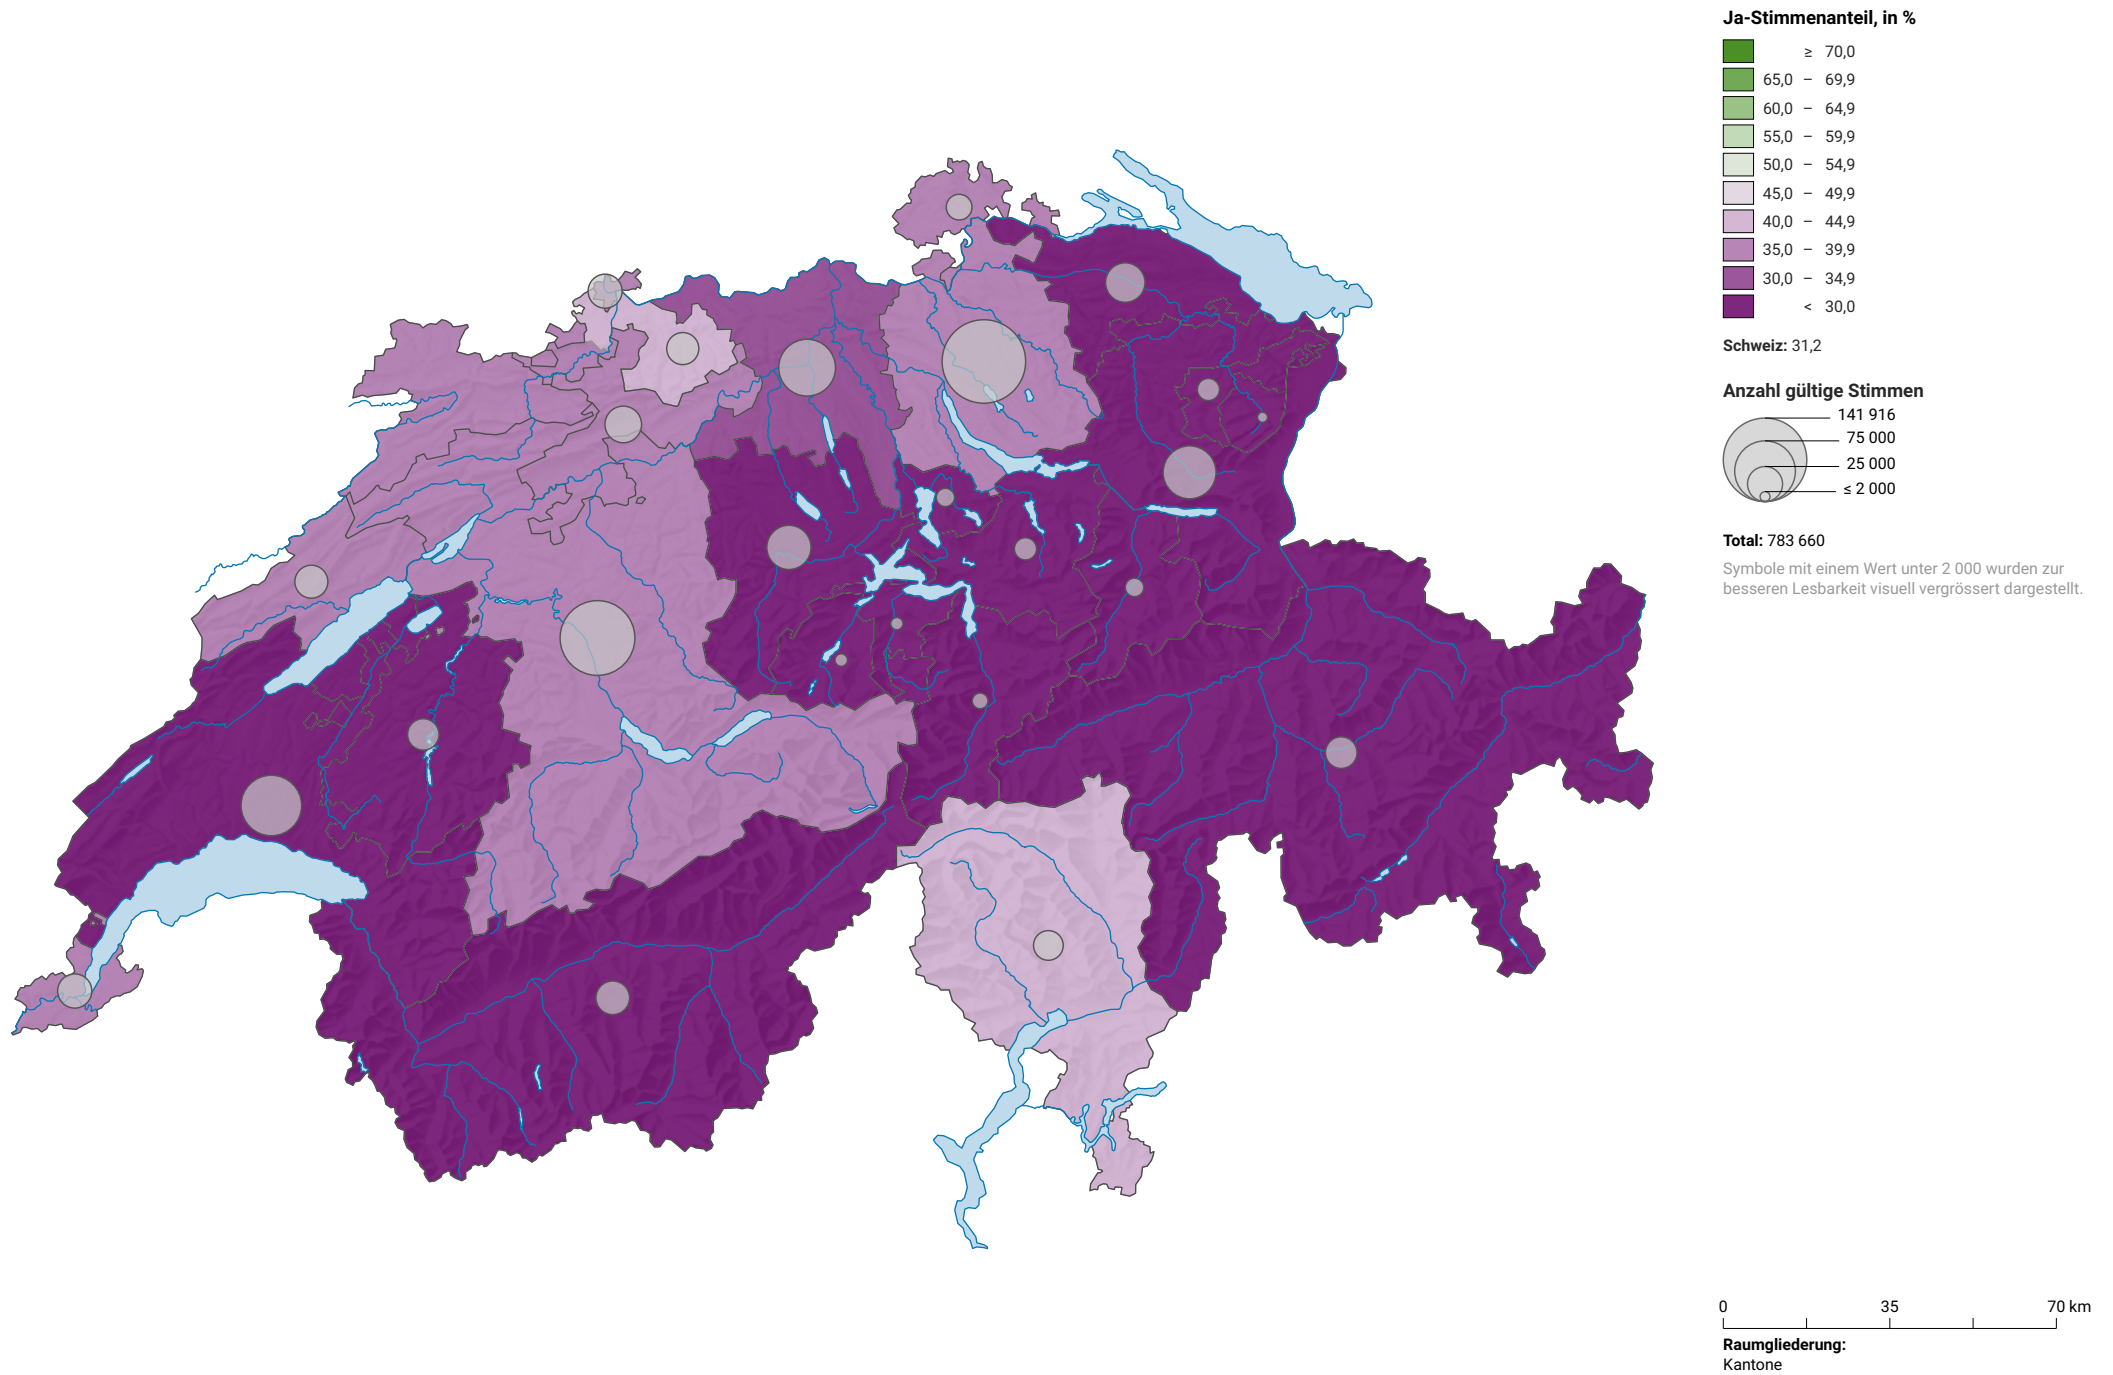 Ja-Stimmenanteil, in %
≥ 70,0
65,0 – 69,9
60,0 – 64,9
55,0 – 59,9
50,0 – 54,9
45,0 – 49,9
40,0 – 44,9
35,0 – 39,9
30,0 – 34,9
< 30,0
Schweiz: 31,2
Anzahl gültige Stimmen
141 916
75 000
25 000
≤ 2 000
Total: 783 660
Symbole mit einem Wert unter 2 000 wurden zur
besseren Lesbarkeit visuell vergrössert dargestellt.
0 35 70 km
Raumgliederung:
Kantone